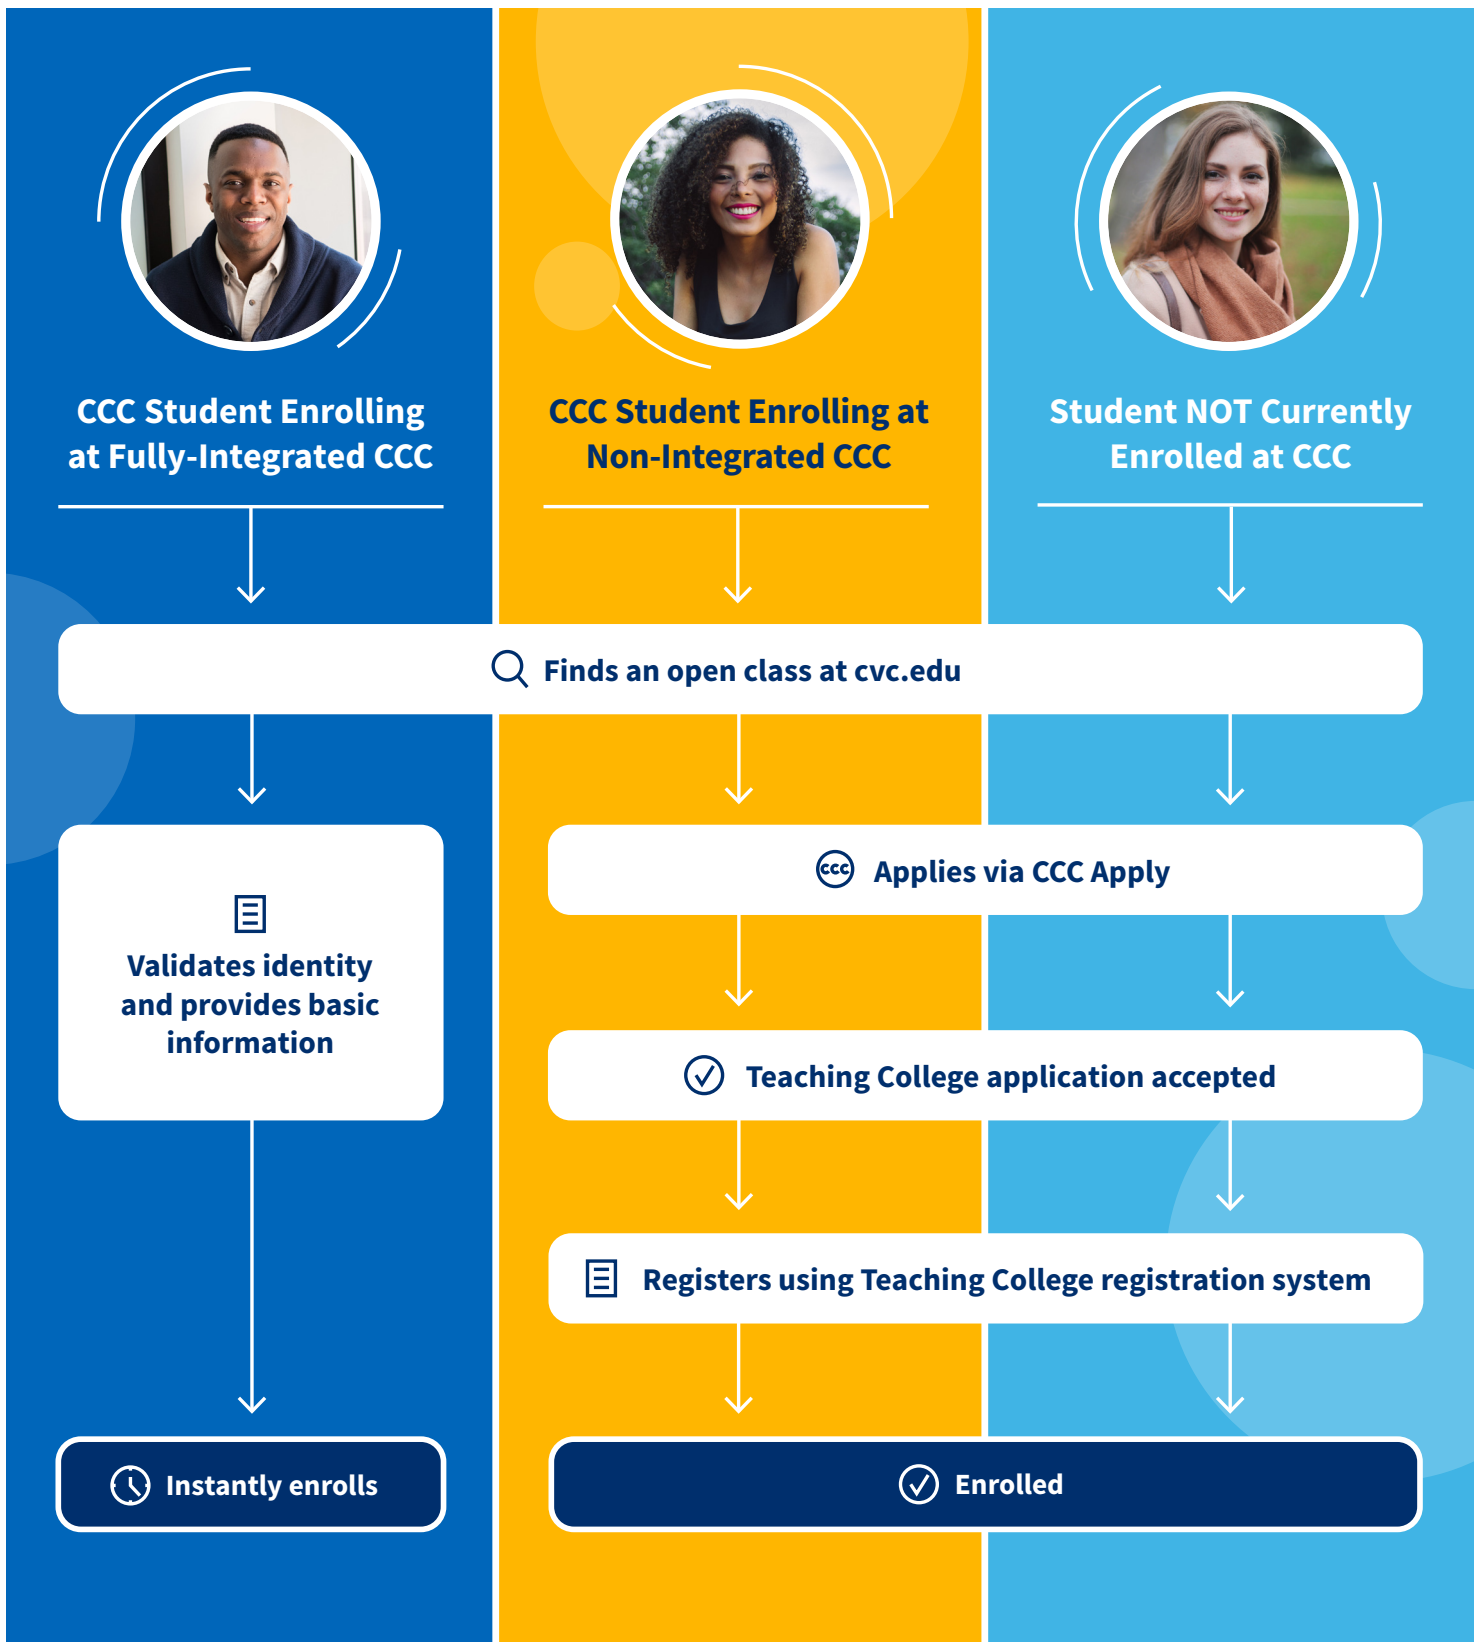 CCC Student Enrolling
at Fully-Integrated CCC
CCC Student Enrolling at
Non-Integrated CCC
Student NOT Currently
Enrolled at CCC
Finds an open class at cvc.edu
Validates identity
and provides basic
information
CCC Applies via CCC Apply
Teaching College application accepted
Registers using Teaching College registration system
Instantly enrolls
Enrolled